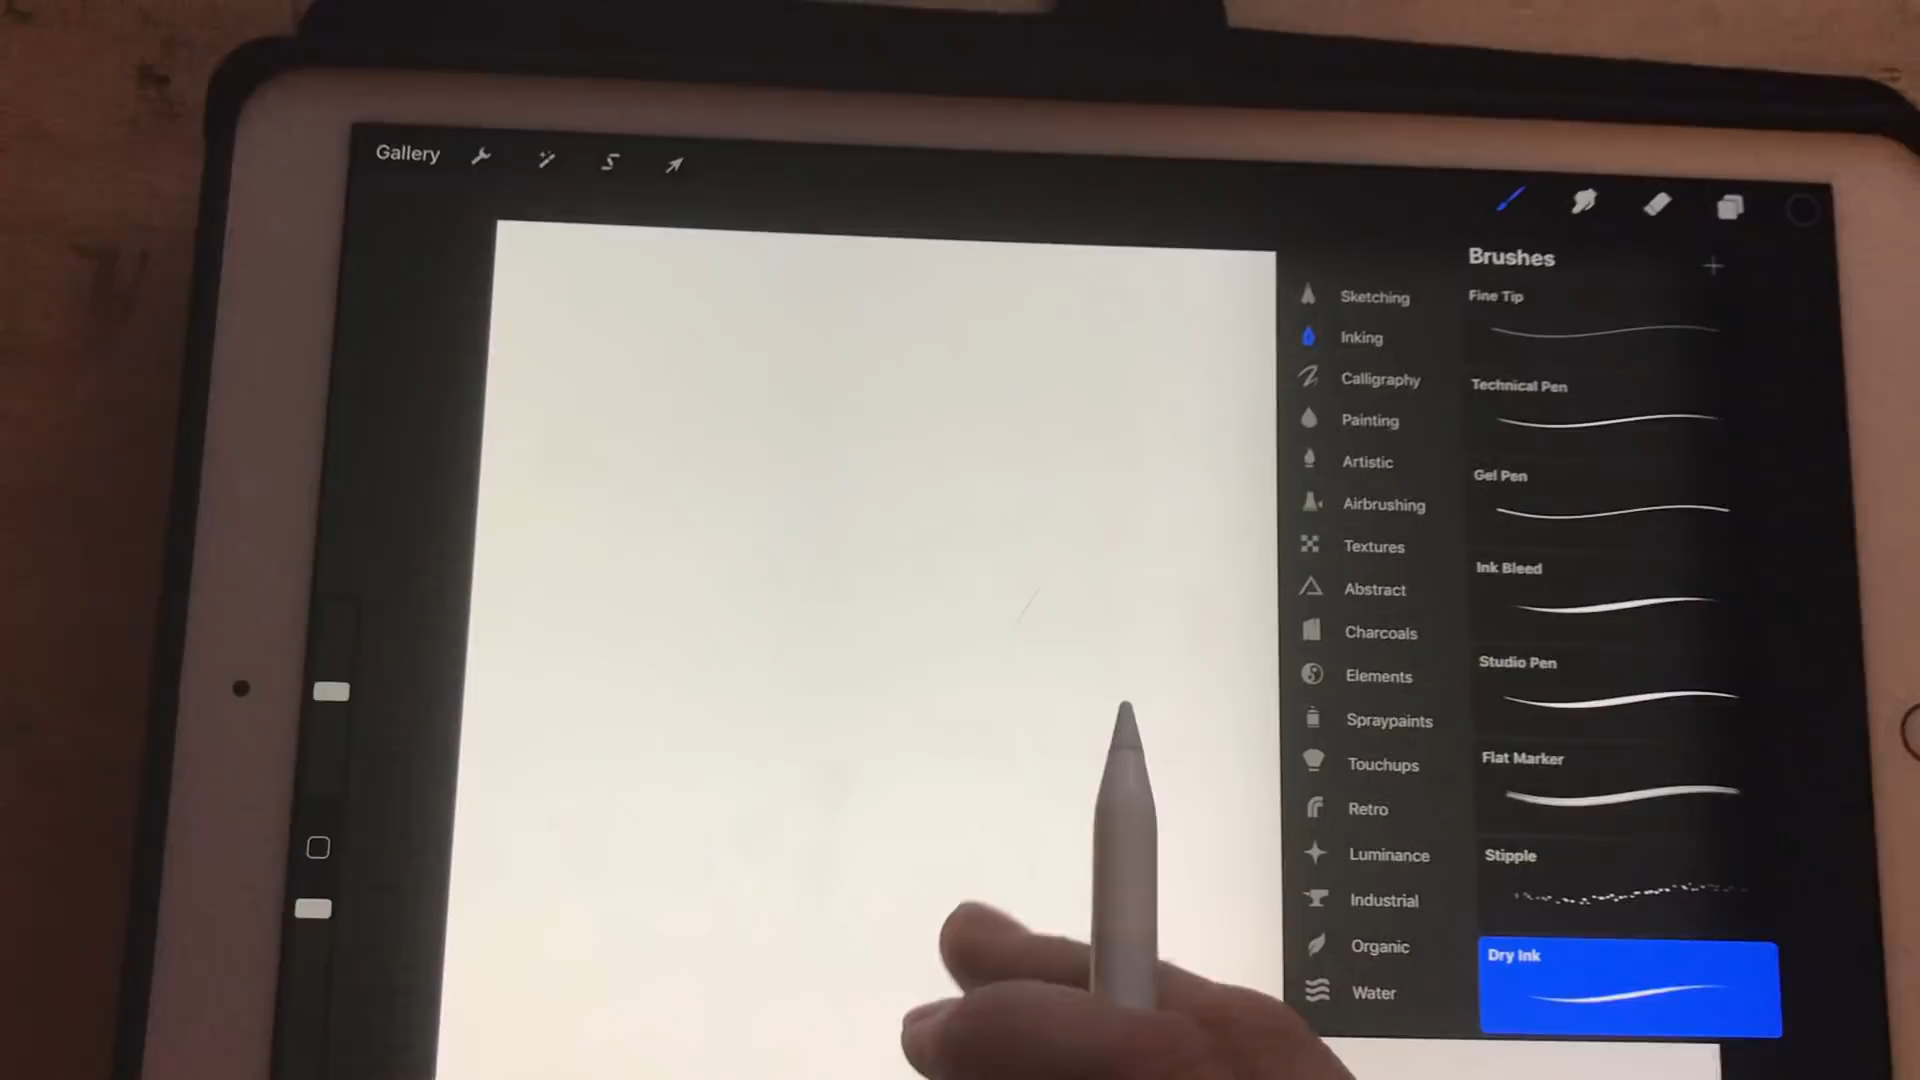 Gallery
Brushes
Sketching
Inking
Calligraphy
Painting
Artistic
Airbrushing
Textures
Abstract
Charcoals
Elements
Spraypaints
Touchups
Retro
Luminance
Industrial
Organic
Water
Fine Tip
Technical Pen
Gel Pen
Ink Bleed
Studio Pen
Flat Marker
Stipple
Dry Ink